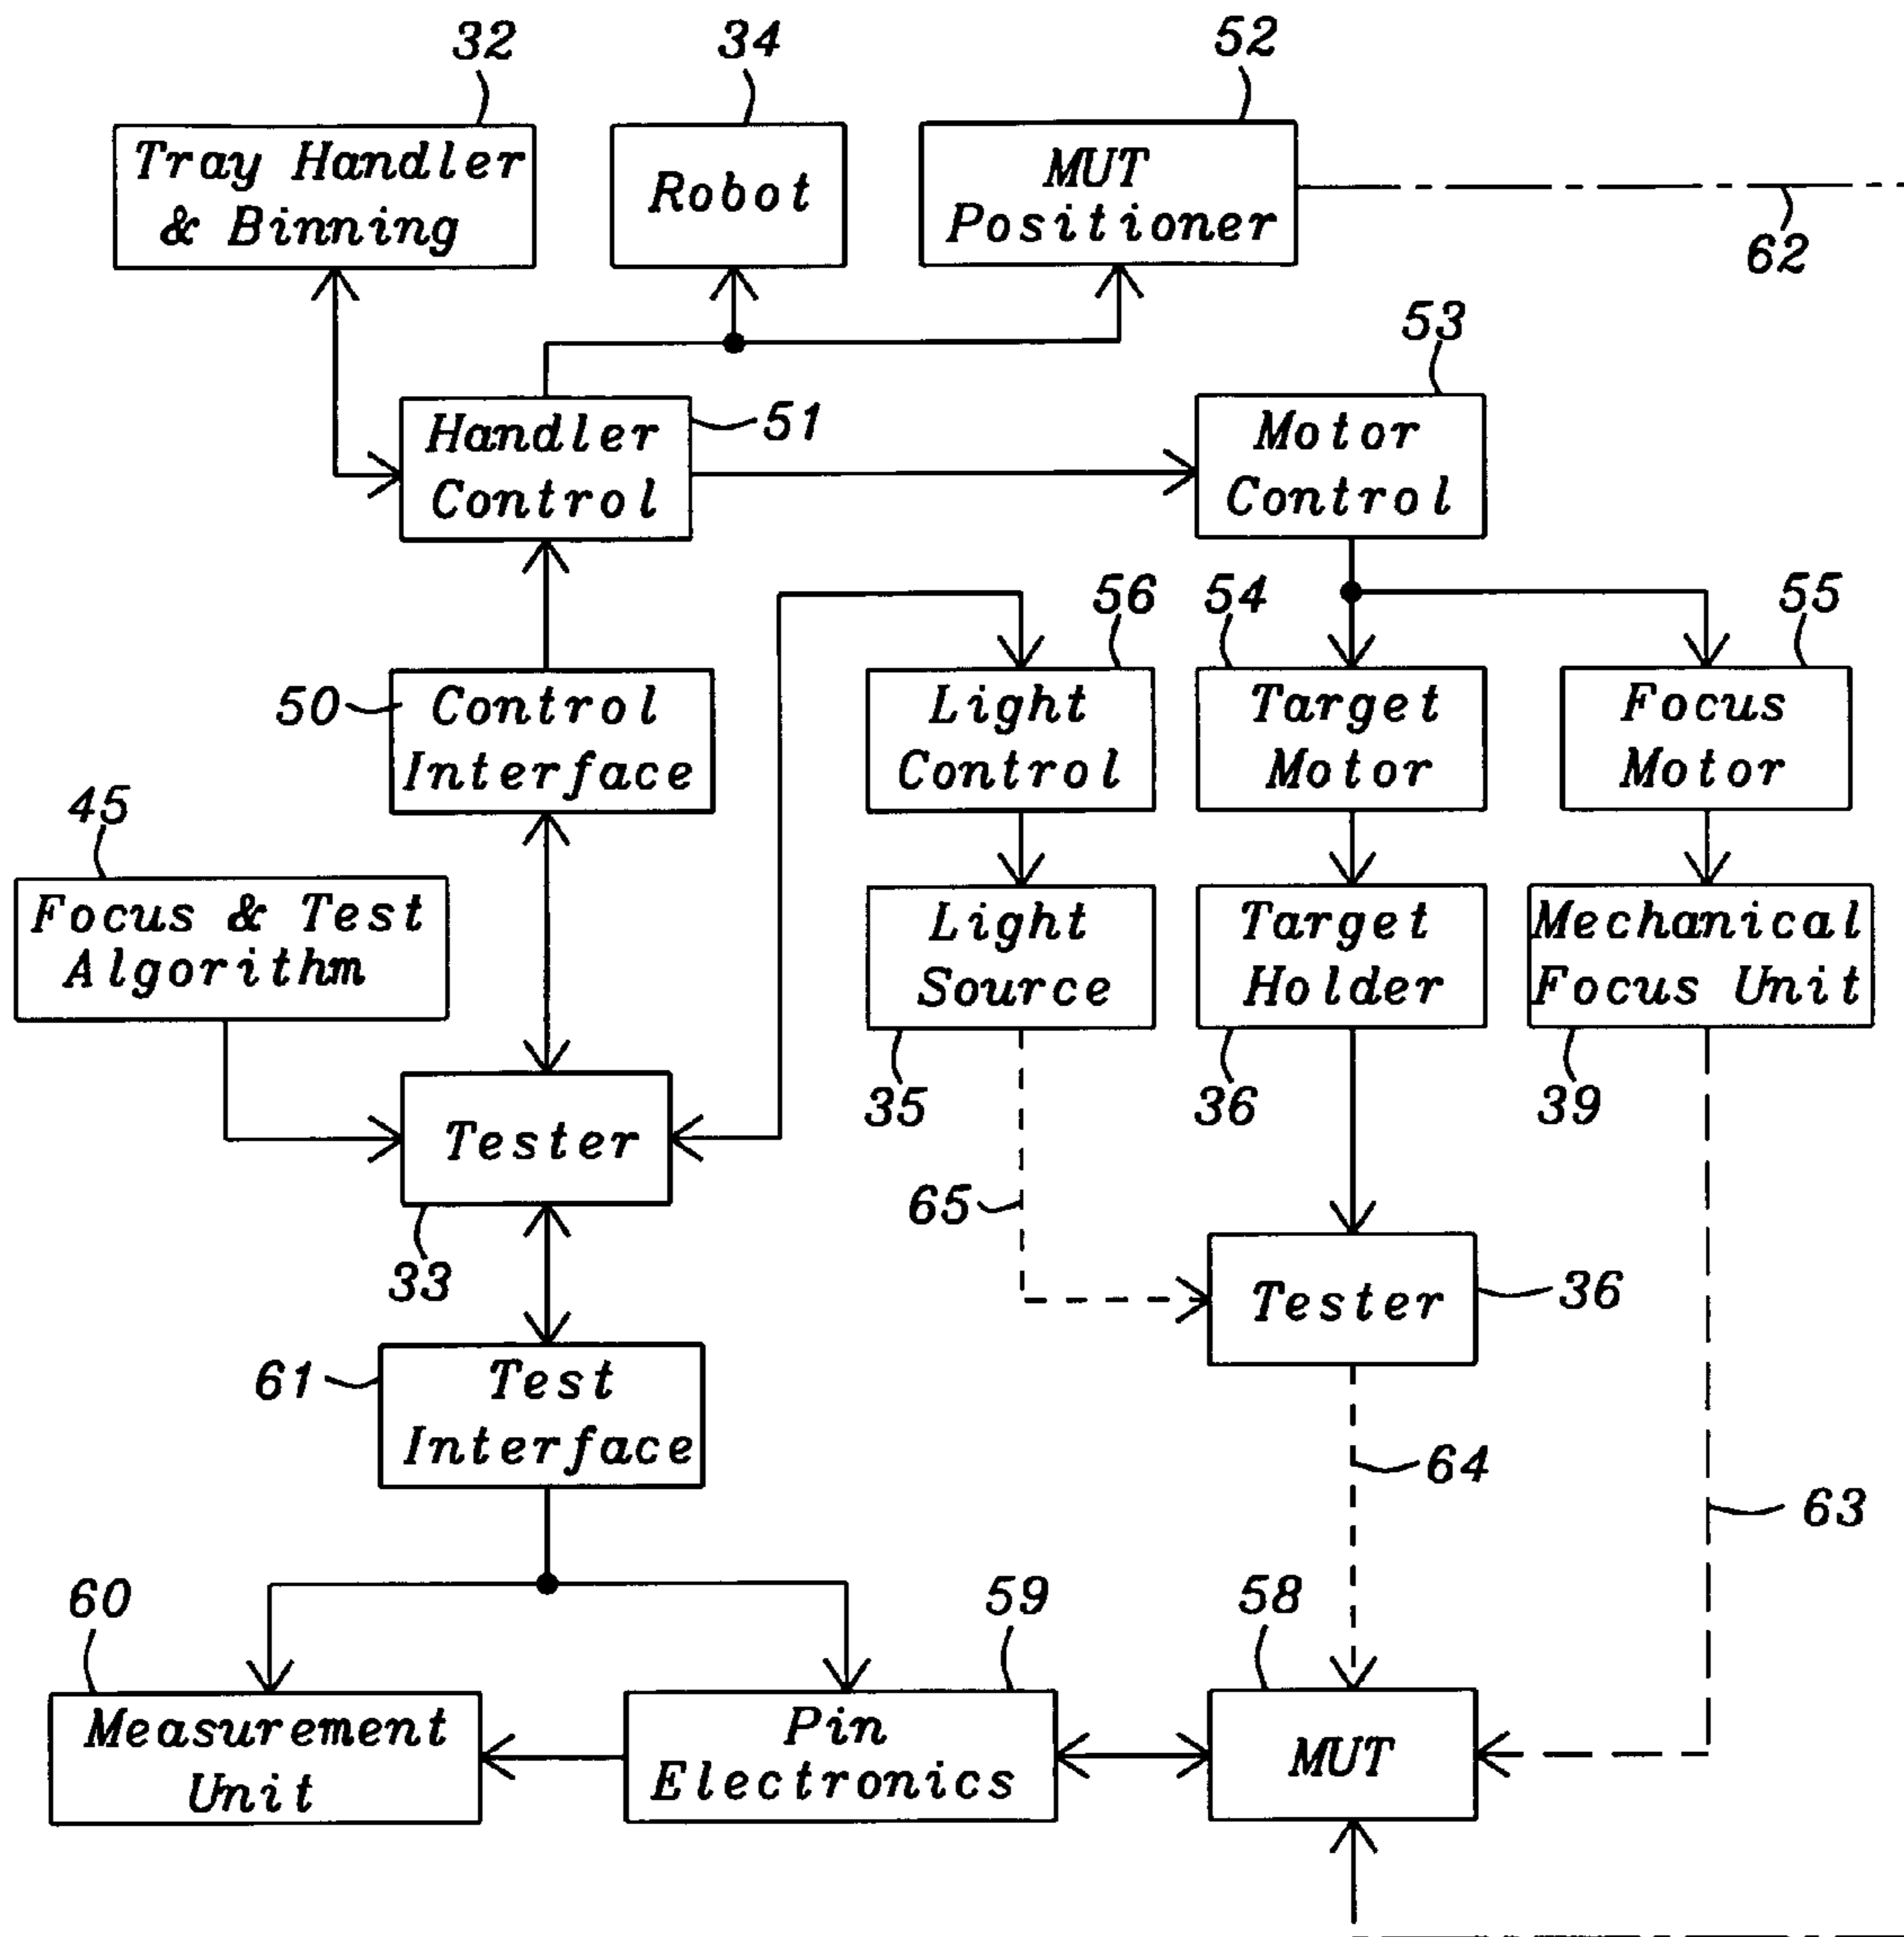 32
34
52
Tray Handler
& Binning
Robot
MUT
Positioner
62
53
Handler
Control
51
Motor
Control
56
54
55
50
Control
Interface
Light
Control
Target
Motor
Focus
Motor
45
Focus & Test
Algorithm
Light
Source
Target
Holder
Mechanical
Focus Unit
35
36
39
Tester
33
65
Tester
36
61
Test
Interface
64
63
60
59
58
Measurement
Unit
Pin
Electronics
MUT